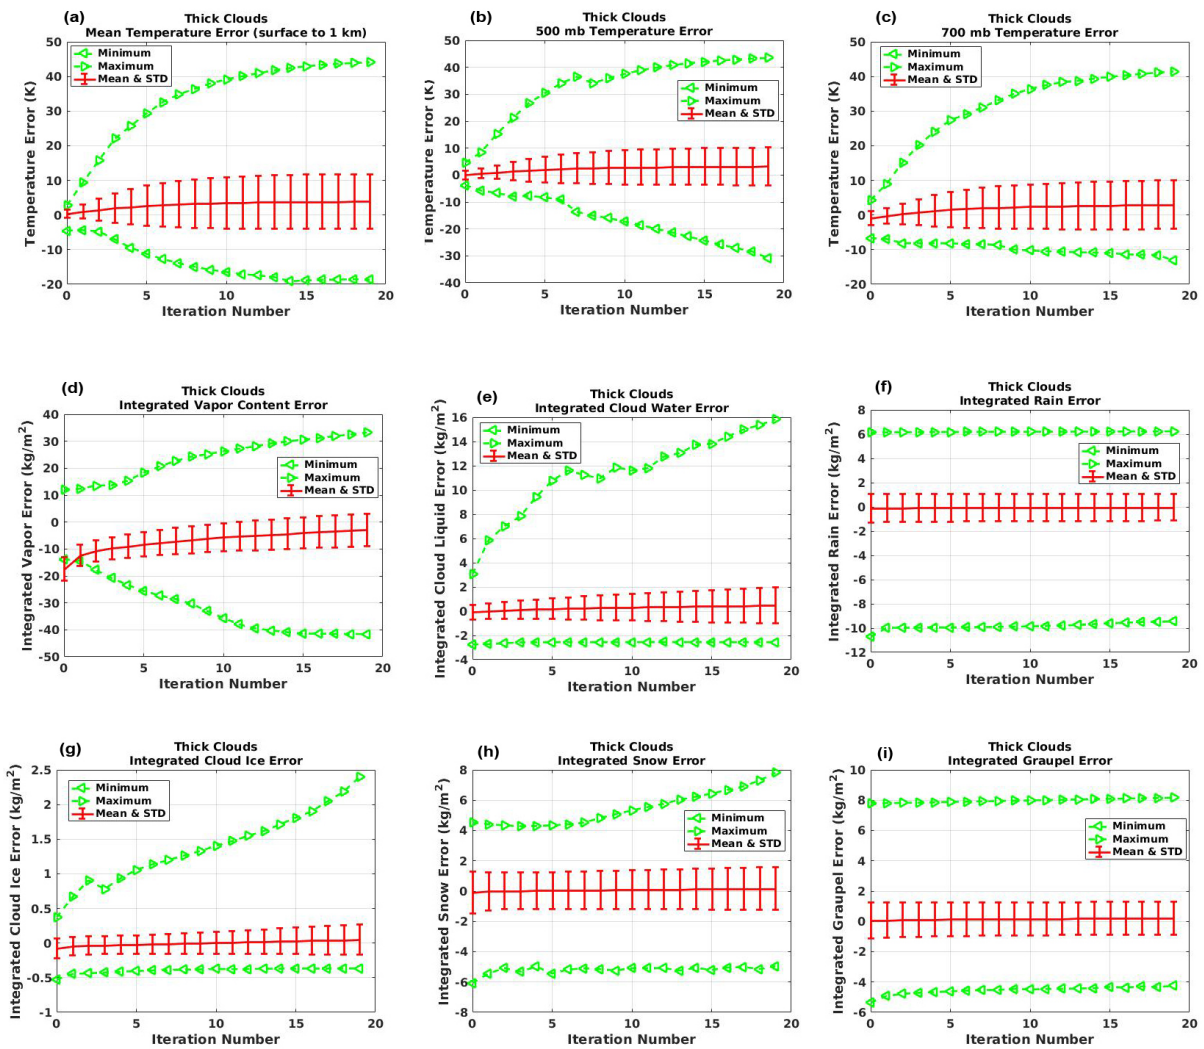 (a)
Thick Clouds
Mean Temperature Error (surface to 1 km)
50
40
30
20
10
0
-10
-20
Temperature Error (K)
Minimum
Maximum
Mean & STD
0 5 10 15 20
Iteration Number
(b)
Thick Clouds
500 mb Temperature Error
50
40
30
20
10
0
-10
-20
-30
-40
Temperature Error (K)
Minimum
Maximum
Mean & STD
0 5 10 15 20
Iteration Number
(c)
Thick Clouds
700 mb Temperature Error
50
40
30
20
10
0
-10
-20
Temperature Error (K)
Minimum
Maximum
Mean & STD
0 5 10 15 20
Iteration Number
(d)
Thick Clouds
Integrated Vapor Content Error
40
30
20
10
0
-10
-20
-30
-40
-50
Integrated Vapor Error (kg/m²)
Minimum
Maximum
Mean & STD
0 5 10 15 20
Iteration Number
(e)
Thick Clouds
Integrated Cloud Water Error
16
14
12
10
8
6
4
2
0
-2
-4
Integrated Cloud Liquid Error (kg/m²)
Minimum
Maximum
Mean & STD
0 5 10 15 20
Iteration Number
(f)
Thick Clouds
Integrated Rain Error
8
6
4
2
0
-2
-4
-6
-8
-10
-12
Integrated Rain Error (kg/m²)
Minimum
Maximum
Mean & STD
0 5 10 15 20
Iteration Number
(g)
Thick Clouds
Integrated Cloud Ice Error
2.5
2
1.5
1
0.5
0
-0.5
-1
Integrated Cloud Ice Error (kg/m²)
Minimum
Maximum
Mean & STD
0 5 10 15 20
Iteration Number
(h)
Thick Clouds
Integrated Snow Error
8
6
4
2
0
-2
-4
-6
-8
Integrated Snow Error (kg/m²)
Minimum
Maximum
Mean & STD
0 5 10 15 20
Iteration Number
(i)
Thick Clouds
Integrated Graupel Error
10
8
6
4
2
0
-2
-4
-6
Integrated Graupel Error (kg/m²)
Minimum
Maximum
Mean & STD
0 5 10 15 20
Iteration Number